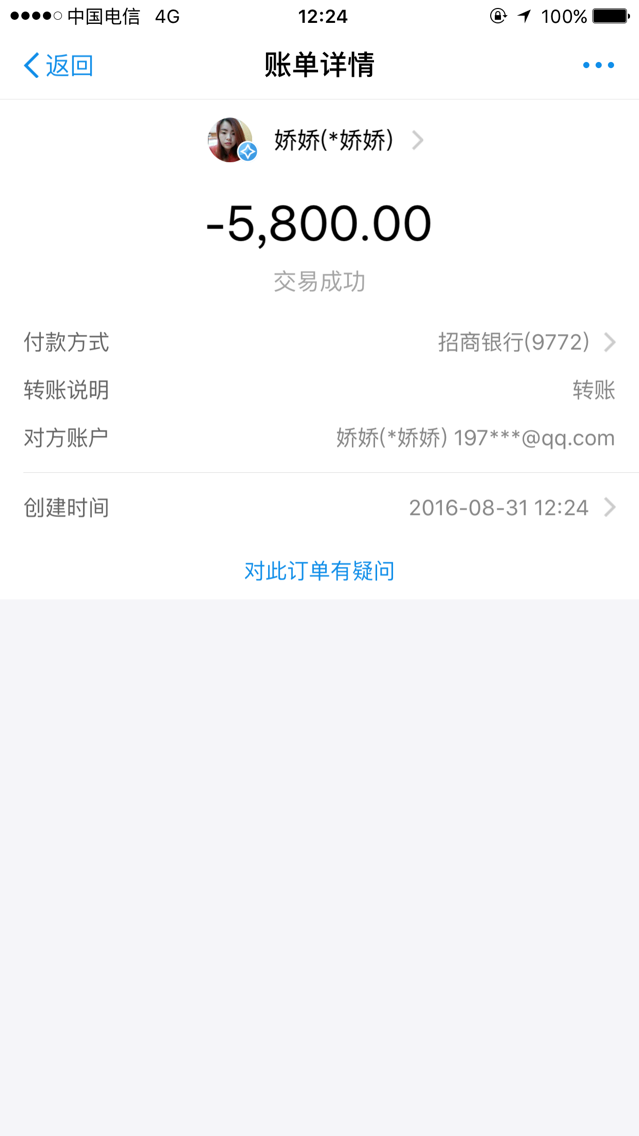 中国电信 4G 12:24 100%
返回 账单详情
娇娇(*娇娇)
-5,800.00
交易成功
付款方式 招商银行(9772)
转账说明 转账
对方账户 娇娇(*娇娇) 197***@qq.com
创建时间 2016-08-31 12:24
对此订单有疑问